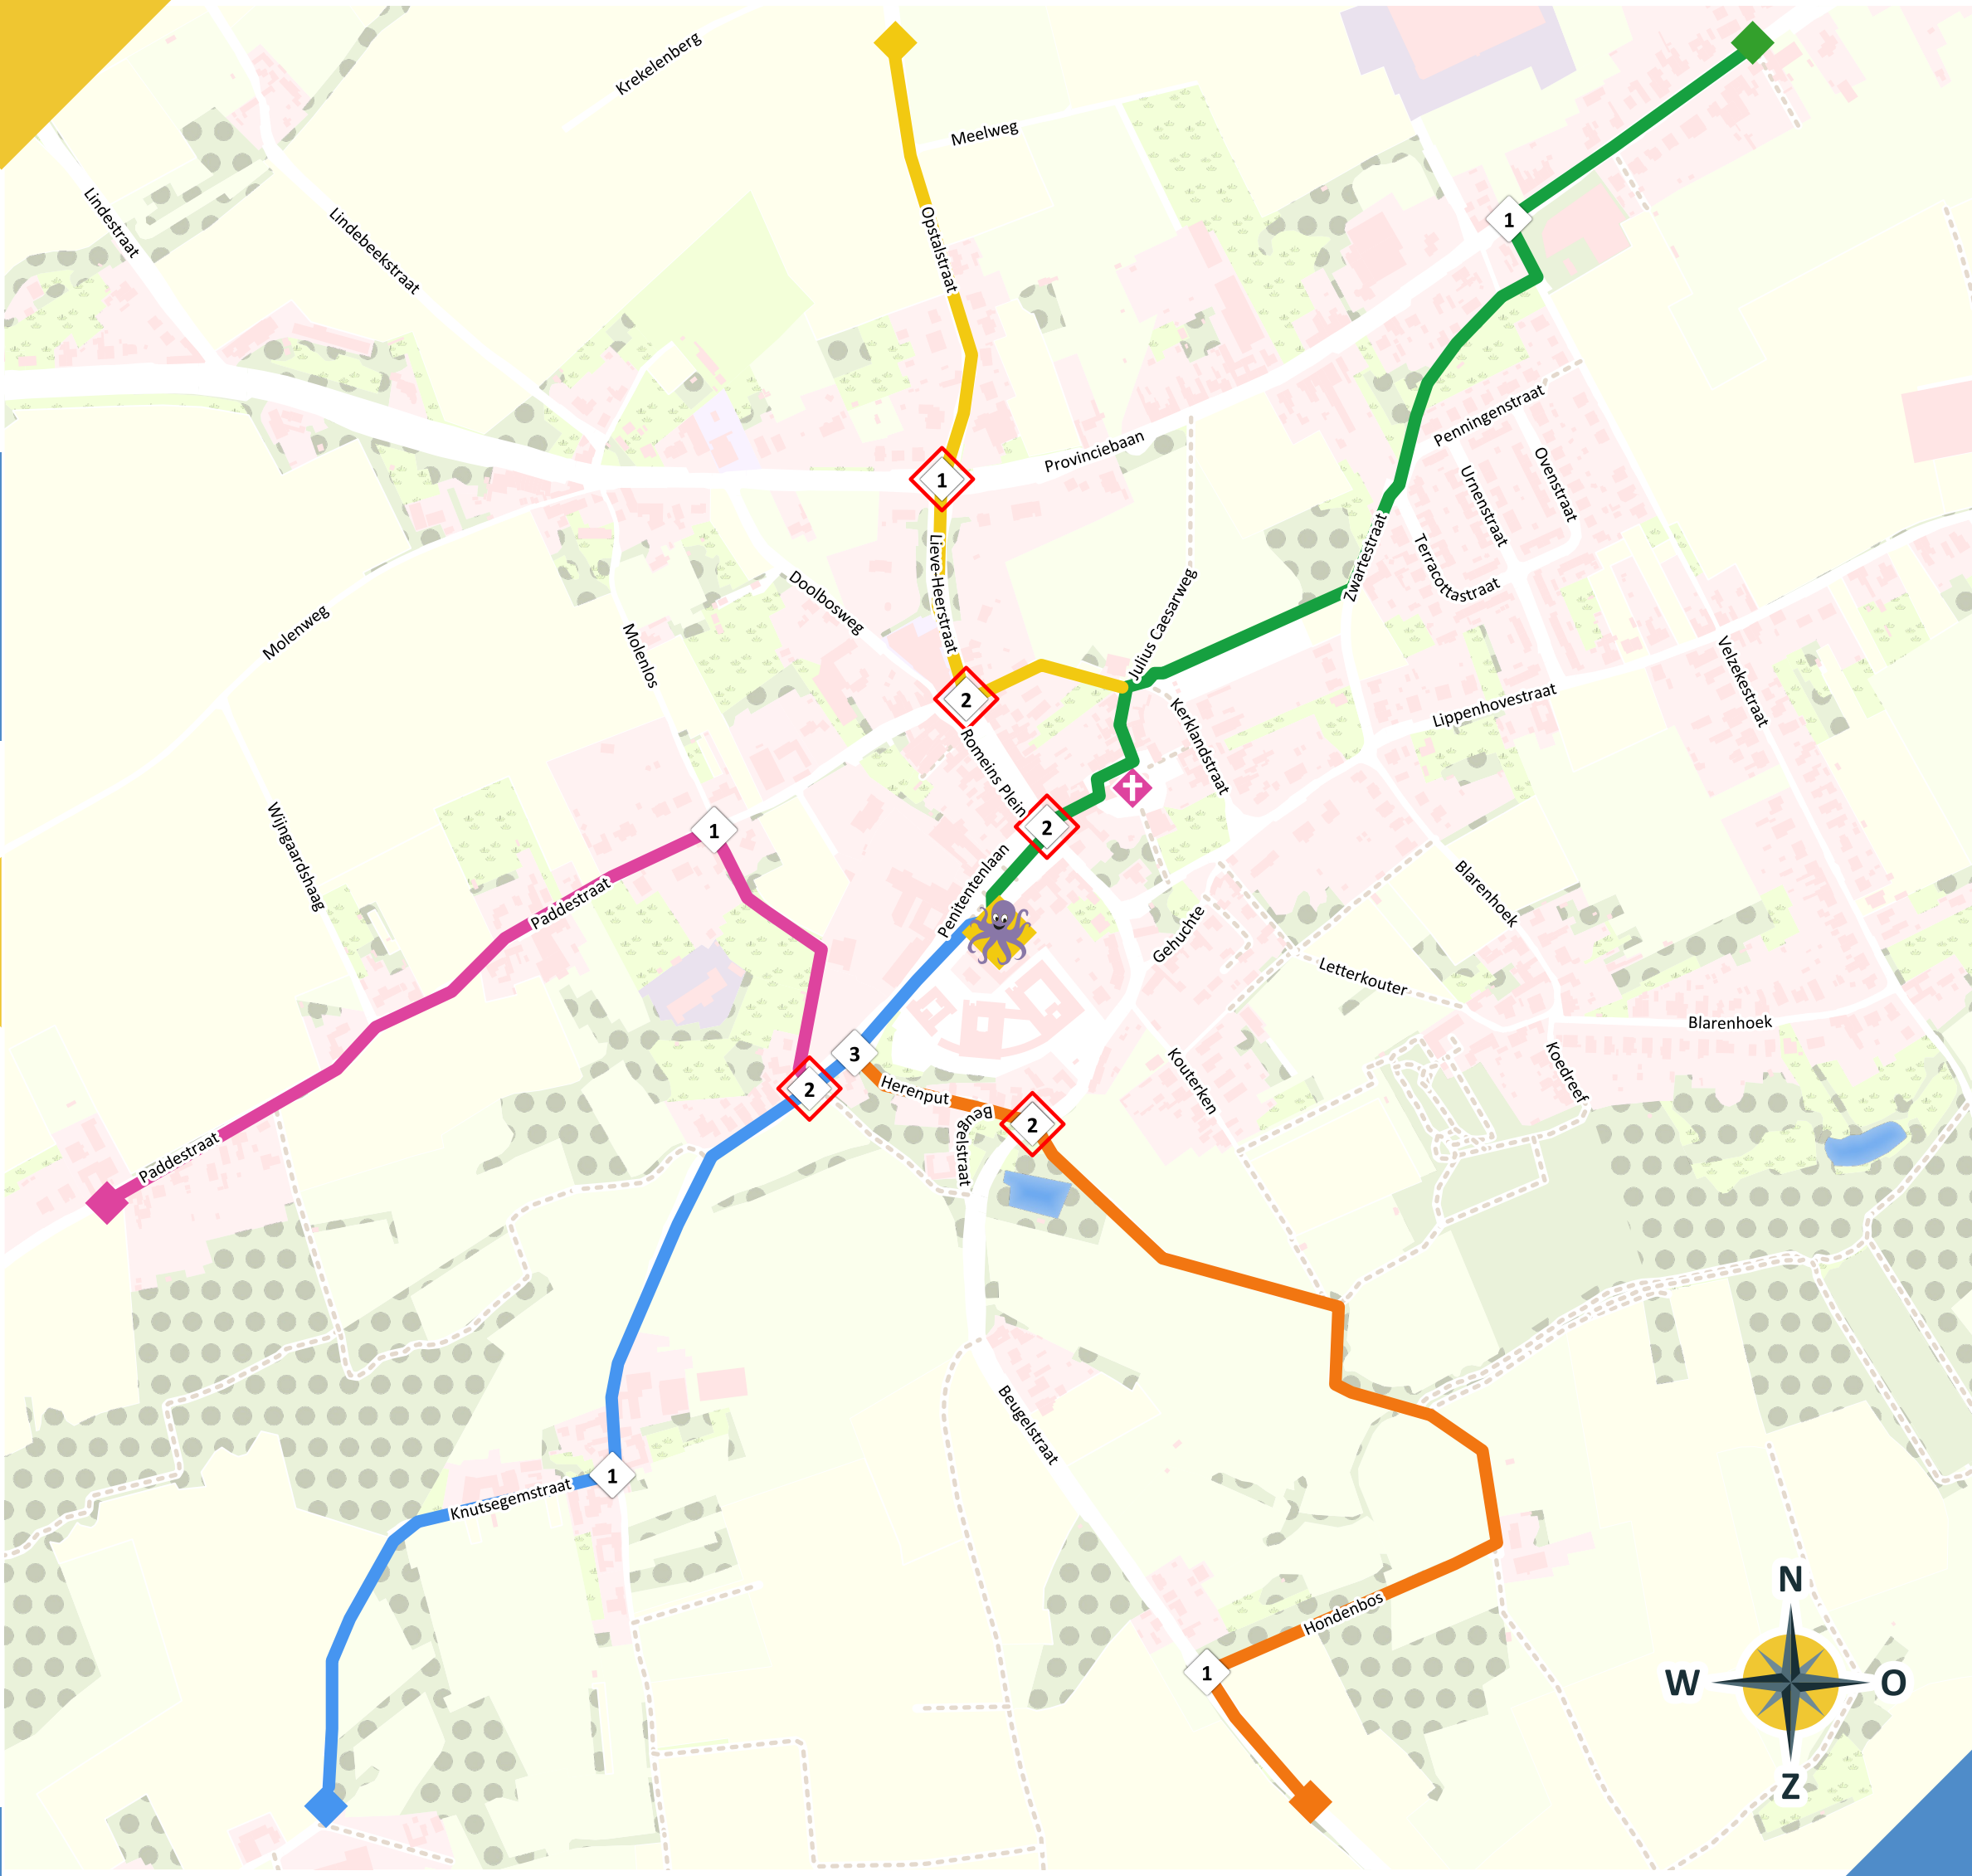 Krekelenberg
Meelweg
Lindestraat
Lindebeekstraat
Opstalstraat
1
Provinciebaan
1
Penningenstraat
Ovenstraat
Urnenstraat
Terracottastraat
Zwartestraat
Lieve-Heerstraat
Doolbosweg
Julius Caesarweg
Molenweg
Molenlos
2
Romeins Plein
Kerklandstraat
Lippenhovestraat
Velzekestraat
Wijngaardshaag
1
2
Paddestraat
Penitentenlaan
Gehuchte
Blarenhoek
Letterkouter
Blarenhoek
3
2
Herenput
Beugelstraat
2
Kouterken
Koedreef
Paddestraat
Beugelstraat
1
Knutsegemstraat
Hondenbos
1
N
W
O
Z